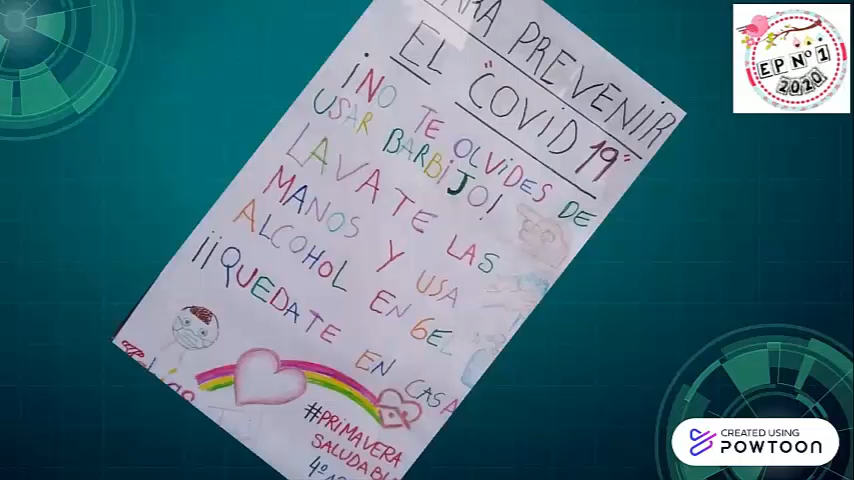 PARA PREVENIR
EL "COVID 19"
¡NO TE OLVIDES DE
USAR BARBIJO!
LAVATE LAS
MANOS Y USA
ALCOHOL EN GEL
¡¡QUEDATE EN CASA
#PRIMAVERA
SALUDABLE
4º
EP Nº 1
2020
CREATED USING
POWTOON